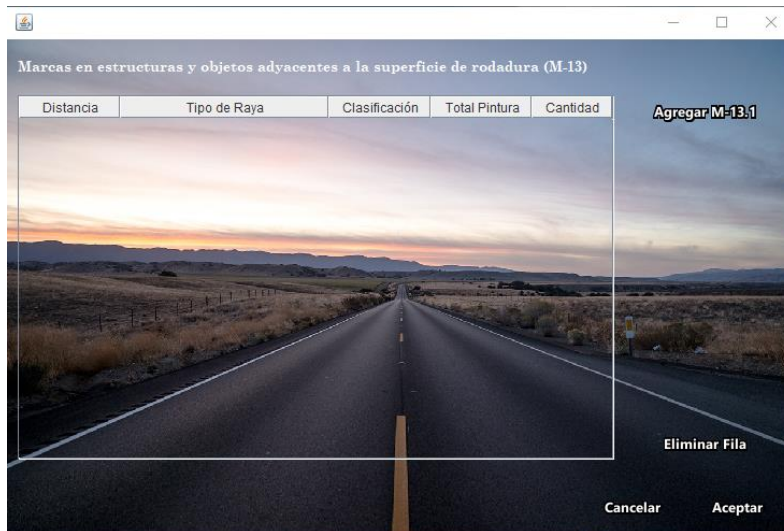 Marcas en estructuras y objetos adyacentes a la superficie de rodadura (M-13)
Distancia Tipo de Raya Clasificación Total Pintura Cantidad
Agregar M-13.1
Eliminar Fila
Cancelar Aceptar